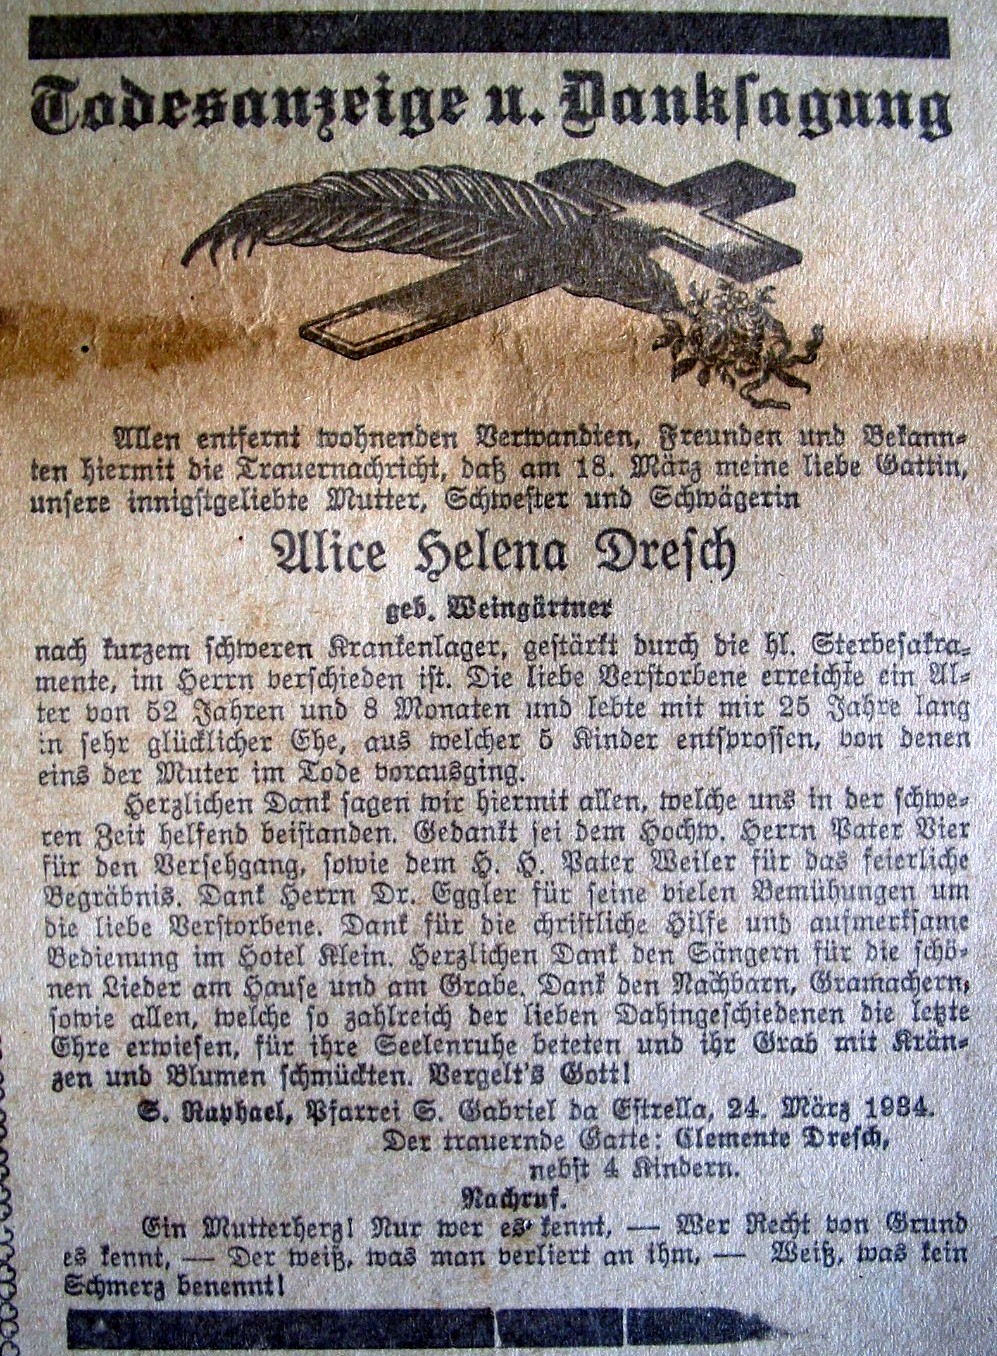 Todesanzeige u. Dankſagung
Allen entfernt wohnenden Verwandten, Freunden und Bekann-
ten hiermit die Trauernachricht, daß am 18. März meine liebe Gattin,
unſere innigſtgeliebte Mutter, Schweſter und Schwägerin
Alice Helena Dreſch
geb. Weingärtner
nach kurzem ſchweren Krankenlager, geſtärkt durch die hl. Sterbeſakra-
mente, im Herrn verſchieden iſt. Die liebe Verſtorbene erreichte ein Al-
ter von 52 Jahren und 8 Monaten und lebte mit mir 25 Jahre lang
in ſehr glücklicher Ehe, aus welcher 5 Kinder entſproſſen, von denen
eins der Muter im Tode vorausging.
Herzlichen Dank ſagen wir hiermit allen, welche uns in der ſchwe-
ren Zeit helfend beiſtanden. Gedankt ſei dem Hochw. Herrn Pater Vier
für den Verſehgang, ſowie dem H. H. Pater Weiler für das feierliche
Begräbnis. Dank Herrn Dr. Eggler für ſeine vielen Bemühungen um
die liebe Verſtorbene. Dank für die chriſtliche Hilfe und aufmerkſame
Bedienung im Hotel Klein. Herzlichen Dank den Sängern für die ſchö-
nen Lieder am Hauſe und am Grabe. Dank den Nachbarn, Gramachern,
ſowie allen, welche ſo zahlreich der lieben Dahingeſchiedenen die letzte
Ehre erwieſen, für ihre Seelenruhe beteten und ihr Grab mit Krän-
zen und Blumen ſchmückten. Vergelt's Gott!
S. Raphael, Pfarrei S. Gabriel da Eſtrella, 24. März 1934.
Der trauernde Gatte: Clemente Dreſch,
nebſt 4 Kindern.
Nachruf.
Ein Mutterherz! Nur wer es kennt, — Wer Recht von Grund
es kennt, — Der weiß, was man verliert an ihm, — Weiß, was kein
Schmerz benennt!